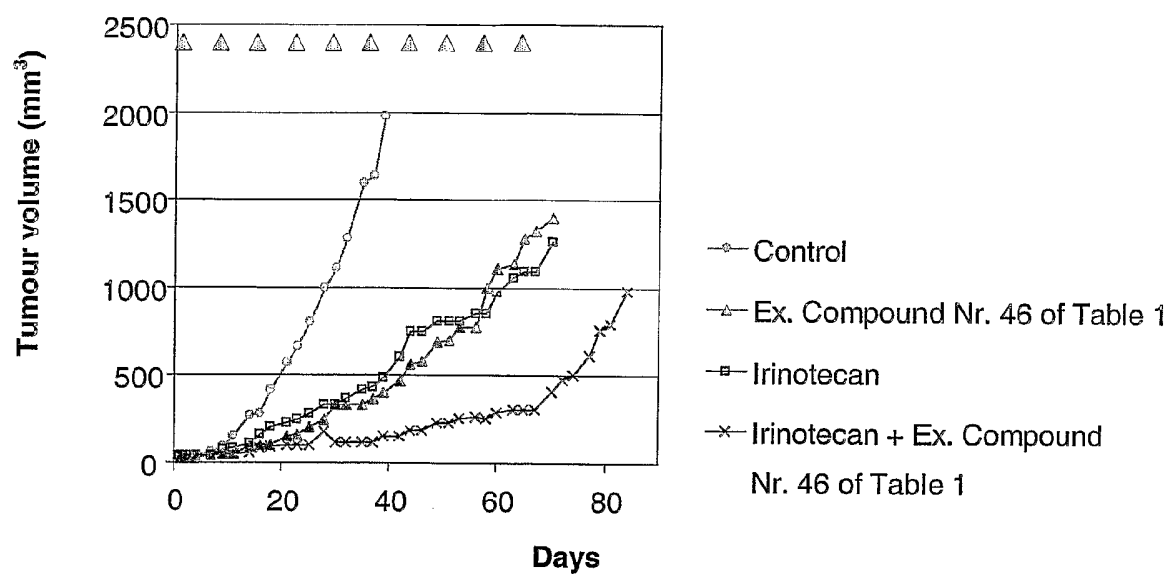 Tumour volume (mm³)
2500
2000
1500
1000
500
0
0 20 40 60 80
Days
Control
Ex. Compound Nr. 46 of Table 1
Irinotecan
Irinotecan + Ex. Compound
Nr. 46 of Table 1